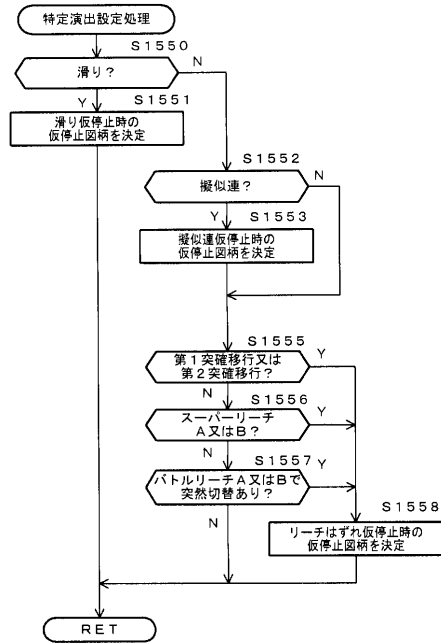 特定演出設定処理
S1550
滑り？
N
Y
S1551
滑り仮停止時の
仮停止図柄を決定
S1552
擬似連？
N
Y
S1553
擬似連仮停止時の
仮停止図柄を決定
S1555
第１突確移行又は
第２突確移行？
Y
N
S1556
スーパーリーチ
A又はB？
Y
N
S1557
バトルリーチA又はBで
突然切替あり？
Y
N
S1558
リーチはずれ仮停止時の
仮停止図柄を決定
RET